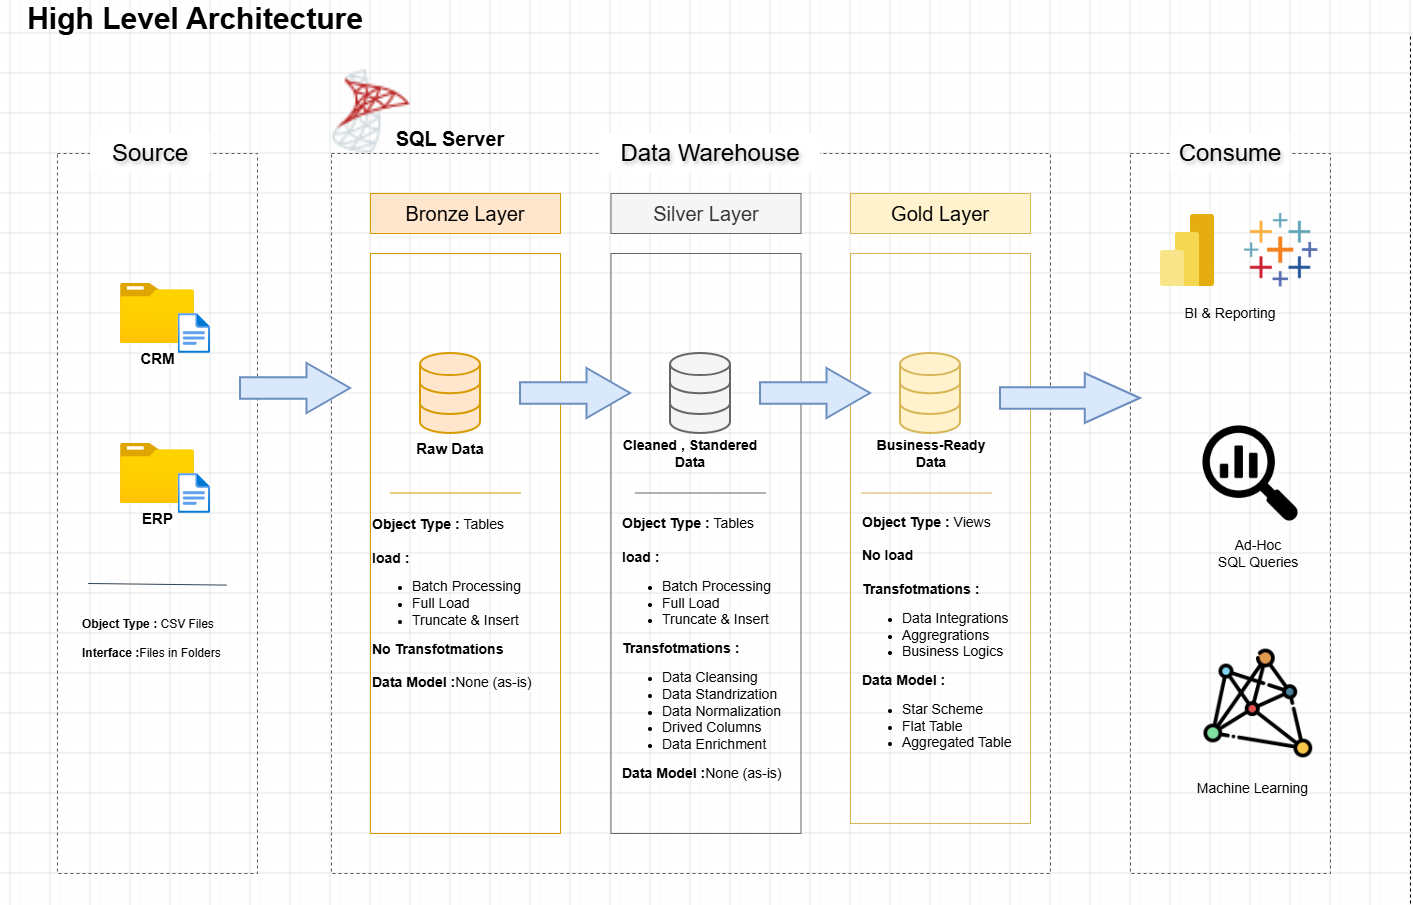 High Level Architecture
SQL Server
Source
Data Warehouse
Consume
CRM
ERP
Object Type : CSV Files
Interface :Files in Folders
Bronze Layer
Raw Data
Object Type : Tables
load :
Batch Processing
Full Load
Truncate & Insert
No Transfotmations
Data Model :None (as-is)
Silver Layer
Cleaned , Standered
Data
Object Type : Tables
load :
Batch Processing
Full Load
Truncate & Insert
Transfotmations :
Data Cleansing
Data Standrization
Data Normalization
Drived Columns
Data Enrichment
Data Model :None (as-is)
Gold Layer
Business-Ready
Data
Object Type : Views
No load
Transfotmations :
Data Integrations
Aggregrations
Business Logics
Data Model :
Star Scheme
Flat Table
Aggregated Table
BI & Reporting
Ad-Hoc
SQL Queries
Machine Learning